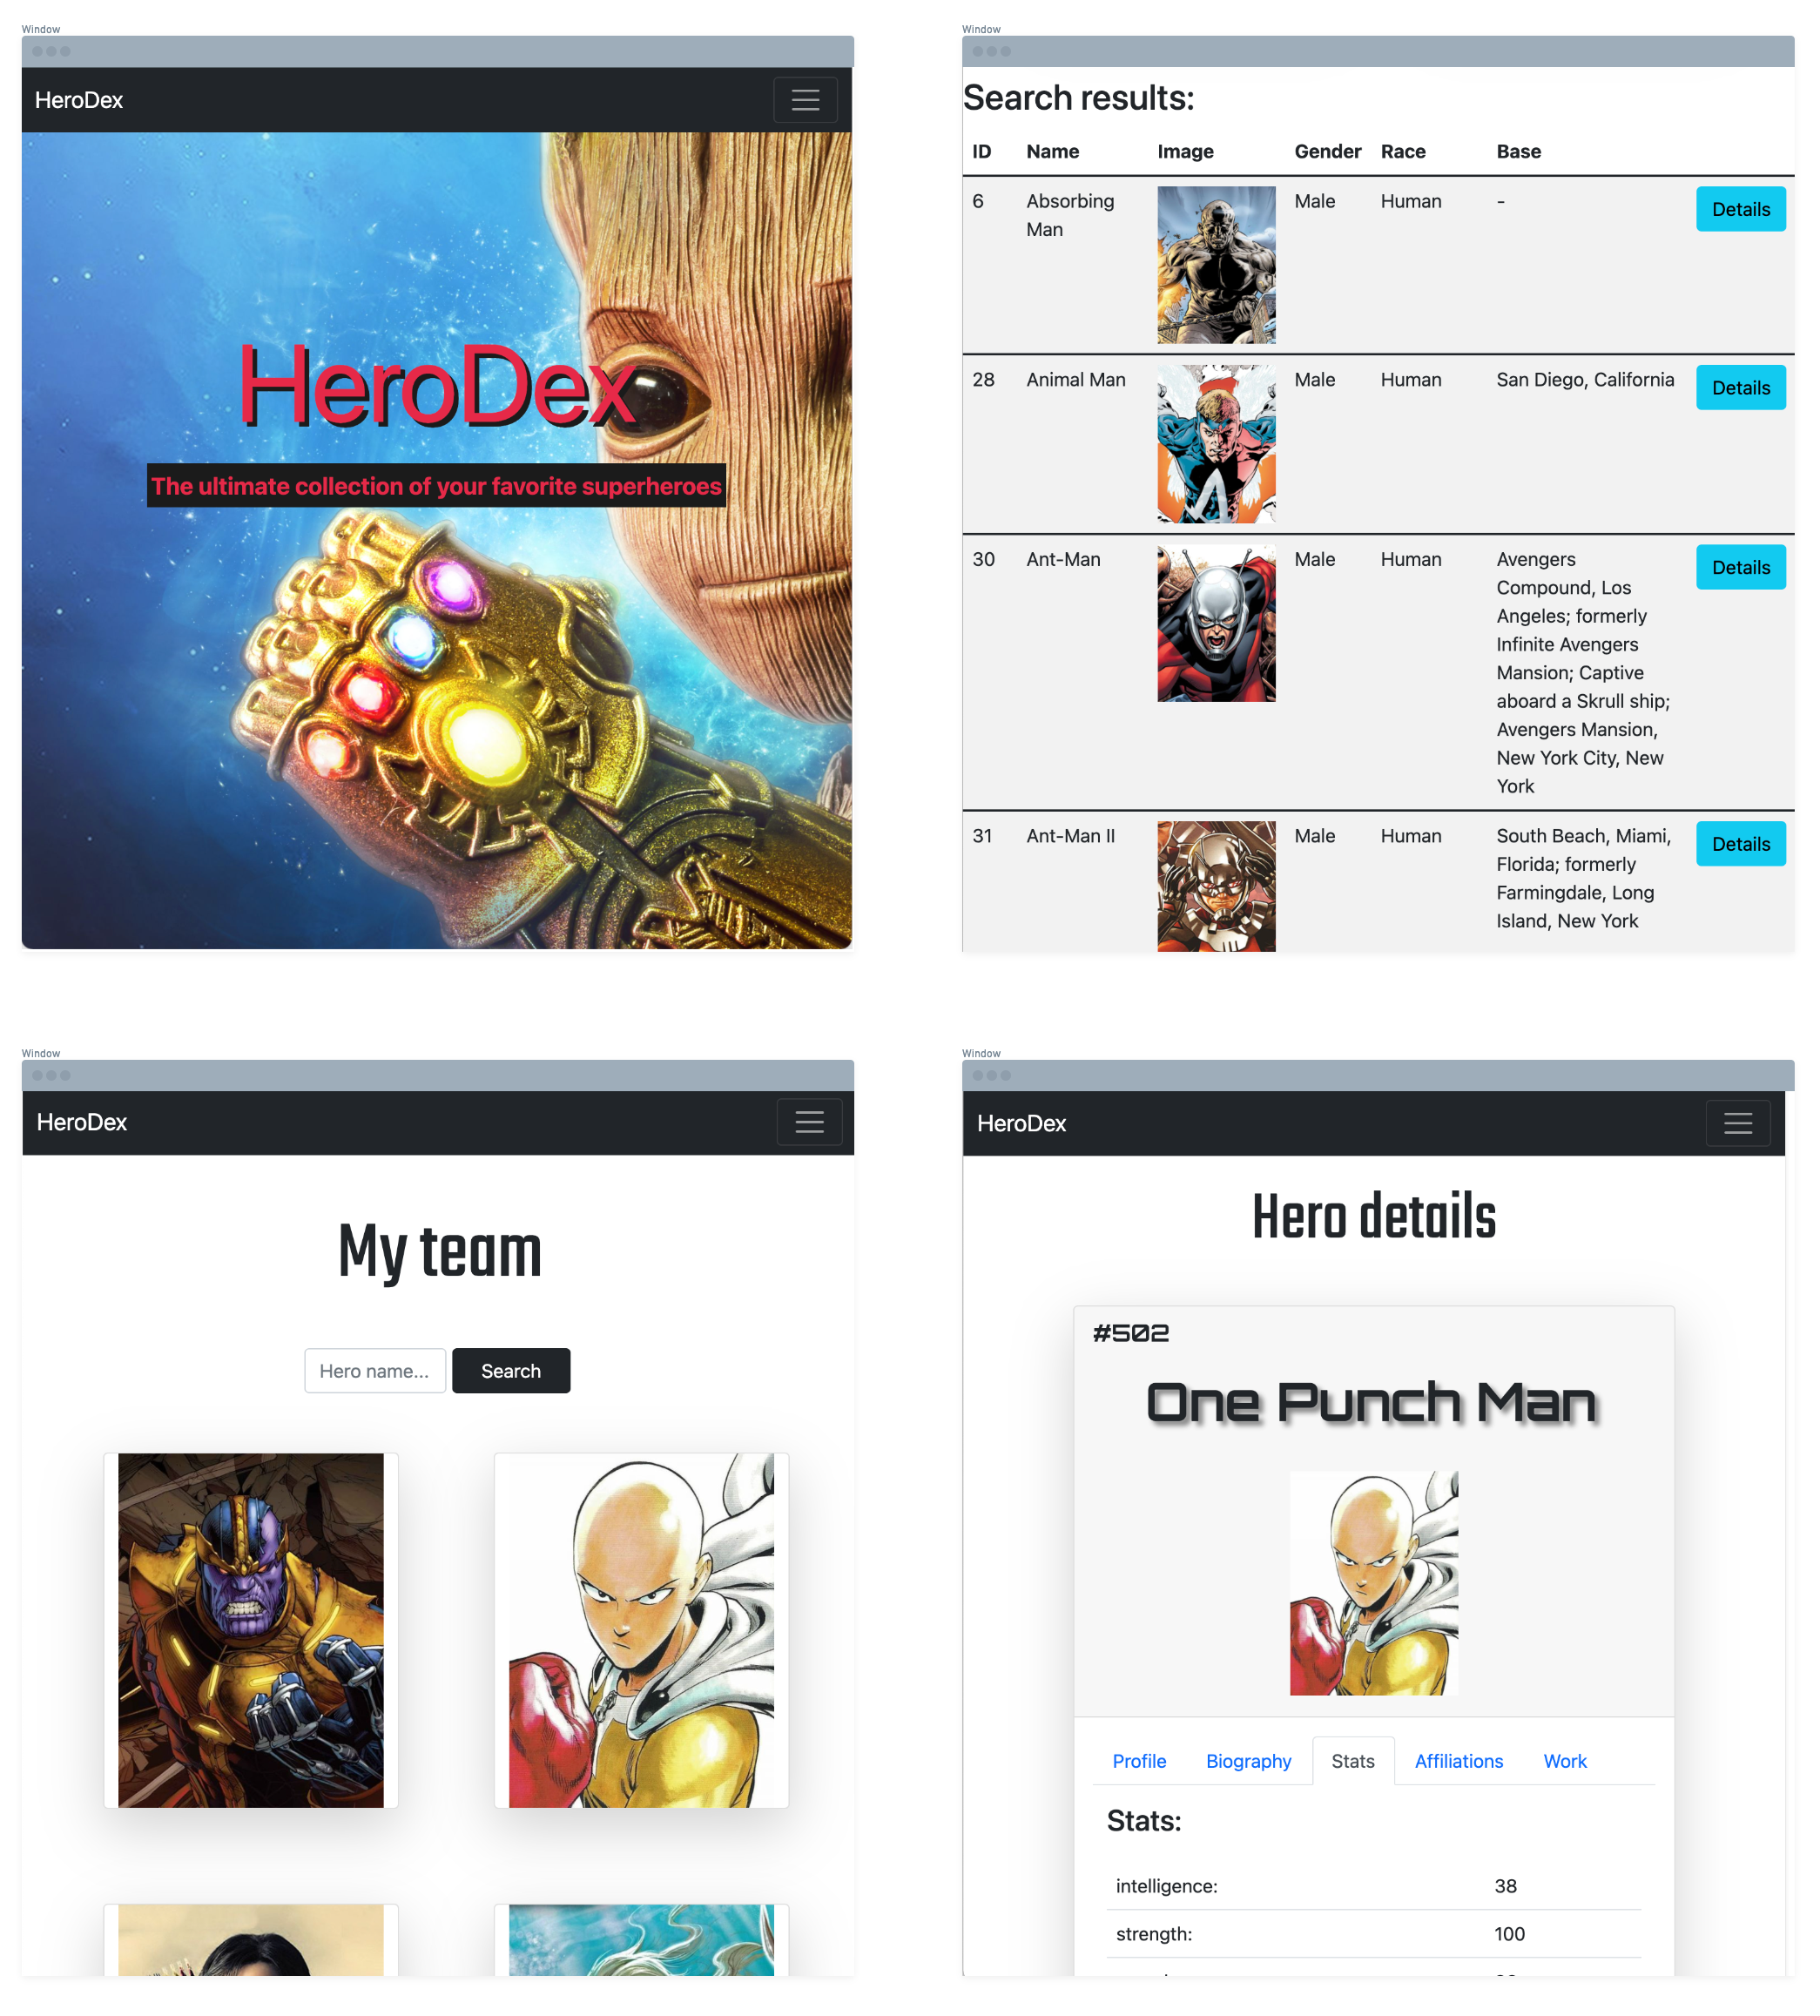 Window
HeroDex
HeroDex
The ultimate collection of your favorite superheroes
Window
Search results:
ID Name Image Gender Race Base
6 Absorbing Man Male Human - Details
28 Animal Man Male Human San Diego, California Details
30 Ant-Man Male Human Avengers Details
Compound, Los
Angeles; formerly
Infinite Avengers
Mansion; Captive
aboard a Skrull ship;
Avengers Mansion,
New York City, New
York
31 Ant-Man II Male Human South Beach, Miami, Details
Florida; formerly
Farmingdale, Long
Island, New York
Window
HeroDex
My team
Hero name... Search
Window
HeroDex
Hero details
#502
One Punch Man
Profile Biography Stats Affiliations Work
Stats:
intelligence: 38
strength: 100